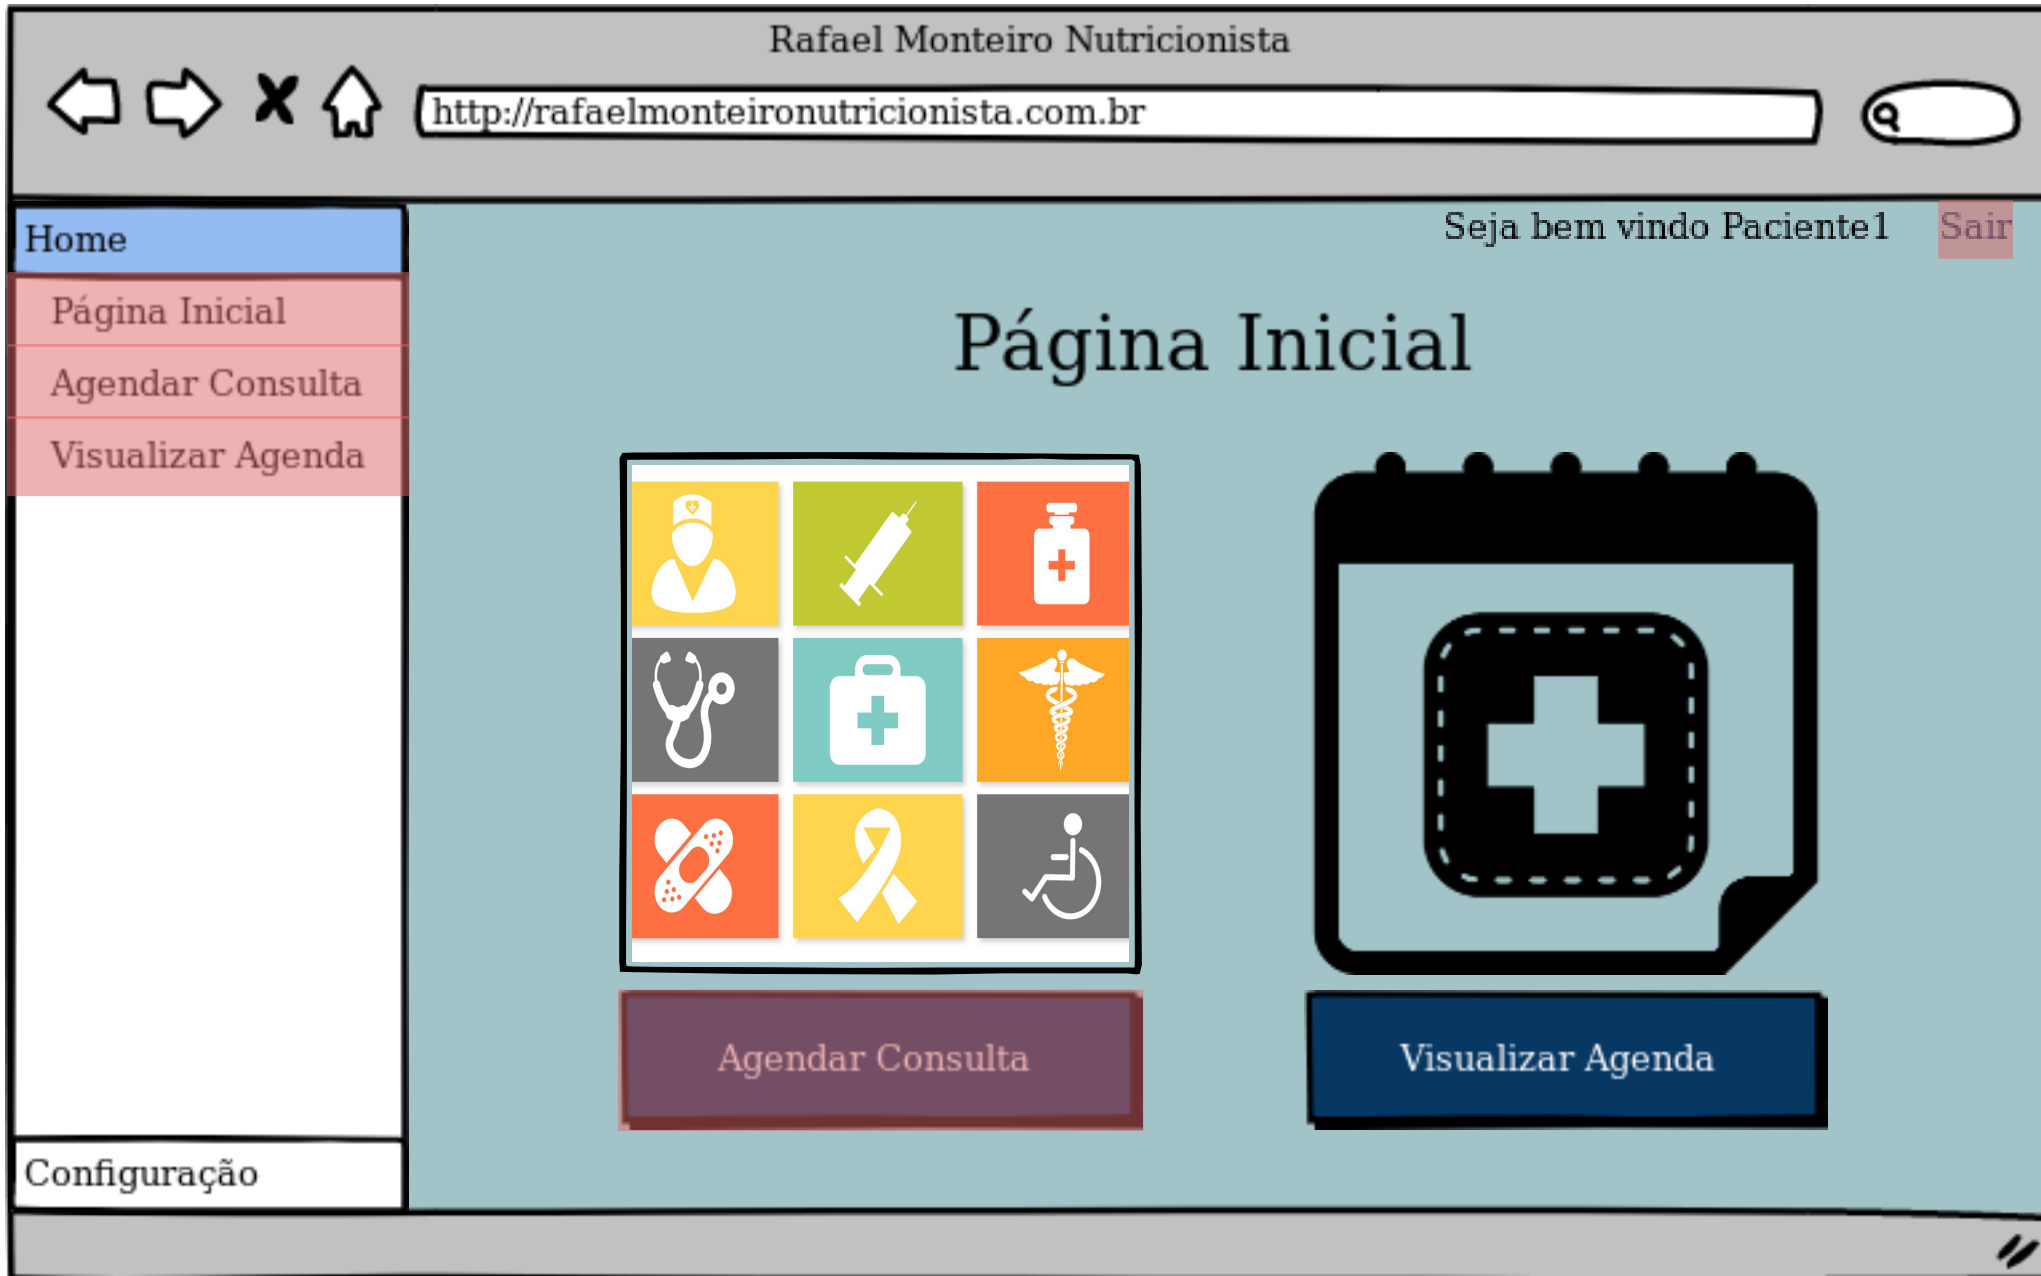 Rafael Monteiro Nutricionista
http://rafaelmonteironutricionista.com.br
Seja bem vindo Paciente1 Sair
Home
Página Inicial
Agendar Consulta
Visualizar Agenda
Configuração
Página Inicial
Agendar Consulta
Visualizar Agenda